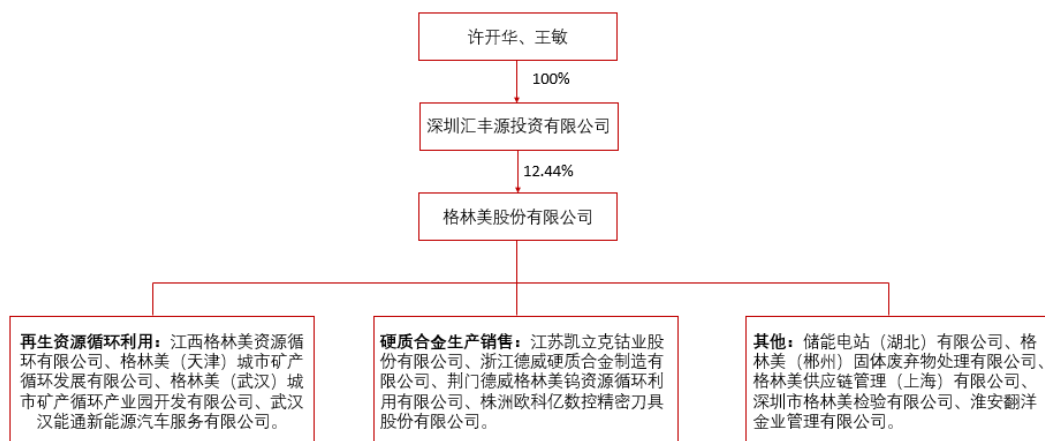 许开华、王敏
100%
深圳汇丰源投资有限公司
12.44%
格林美股份有限公司
再生资源循环利用：江西格林美资源循
环有限公司、格林美（天津）城市矿产
循环发展有限公司、格林美（武汉）城
市矿产循环产业园开发有限公司、武汉
汉能通新能源汽车服务有限公司。
硬质合金生产销售：江苏凯立克钴业股
份有限公司、浙江德威硬质合金制造有
限公司、荆门德威格林美钨资源循环利
用有限公司、株洲欧科亿数控精密刀具
股份有限公司。
其他：储能电站（湖北）有限公司、格
林美（郴州）固体废弃物处理有限公司、
格林美供应链管理（上海）有限公司、
深圳市格林美检验有限公司、淮安翻洋
金业管理有限公司。